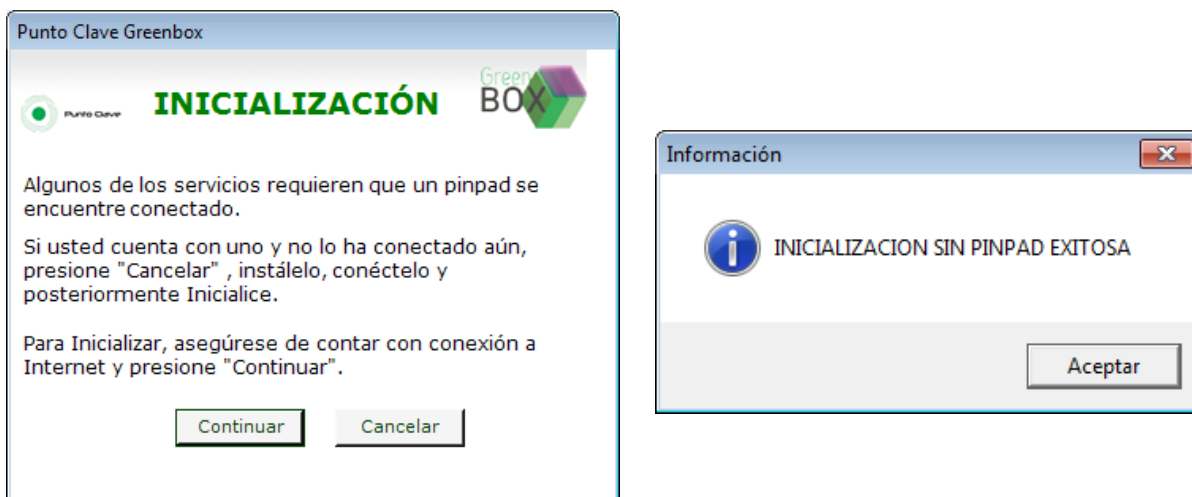 Punto Clave Greenbox
Punto Clave
INICIALIZACIÓN
Green
BOX
Algunos de los servicios requieren que un pinpad se
encuentre conectado.
Si usted cuenta con uno y no lo ha conectado aún,
presione "Cancelar" , instálelo, conéctelo y
posteriormente Inicialice.
Para Inicializar, asegúrese de contar con conexión a
Internet y presione "Continuar".
Continuar
Cancelar
Información
INICIALIZACION SIN PINPAD EXITOSA
Aceptar